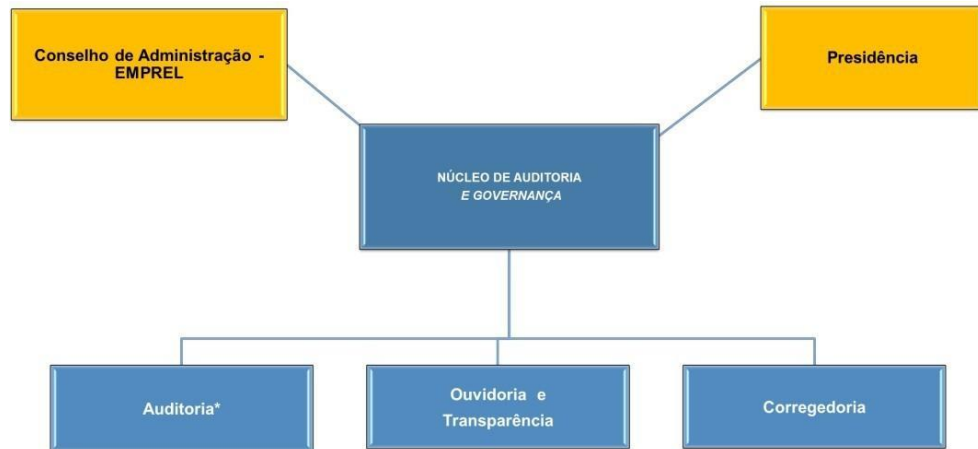 Conselho de Administração -
EMPREL
Presidência
NÚCLEO DE AUDITORIA
E GOVERNANÇA
Auditoria*
Ouvidoria e
Transparência
Corregedoria